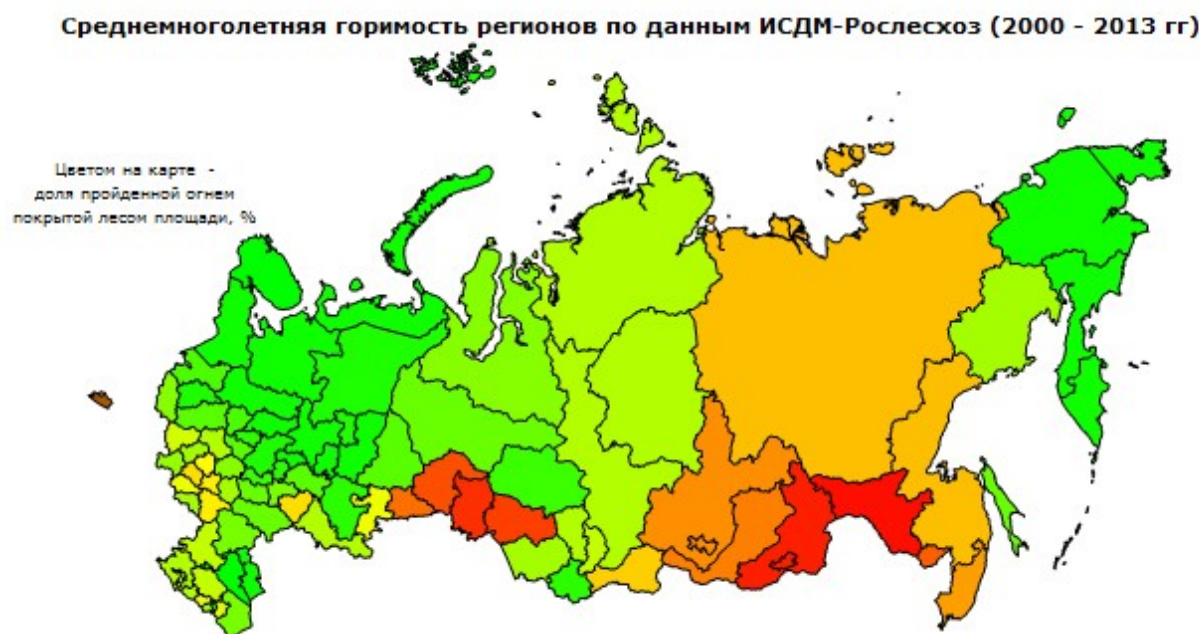 Среднемноголетняя горимость регионов по данным ИСДМ-Рослесхоз (2000 - 2013 гг)
Цветом на карте -
доля пройденной огнем
покрытой лесом площади, %